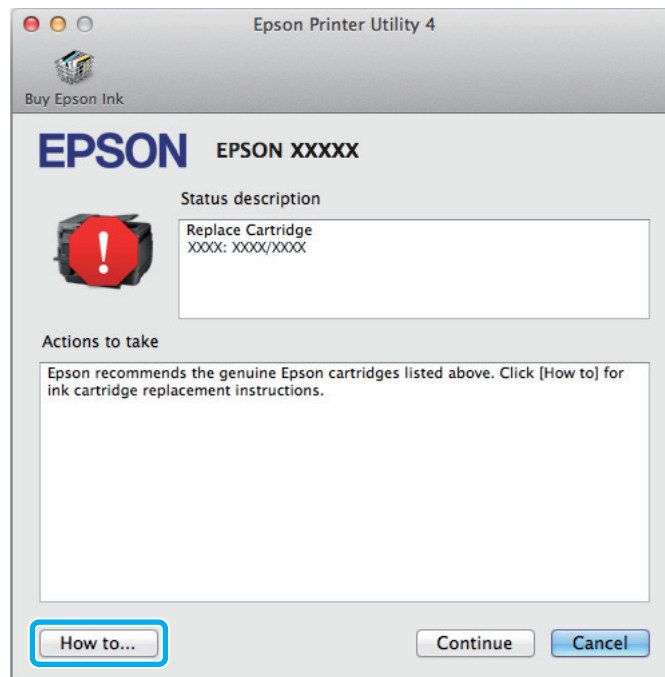 Epson Printer Utility 4
Buy Epson Ink
EPSON
EPSON XXXXX
Status description
Replace Cartridge
XXXX: XXXX/XXXX
!
Actions to take
Epson recommends the genuine Epson cartridges listed above. Click [How to] for
ink cartridge replacement instructions.
How to...
Continue
Cancel